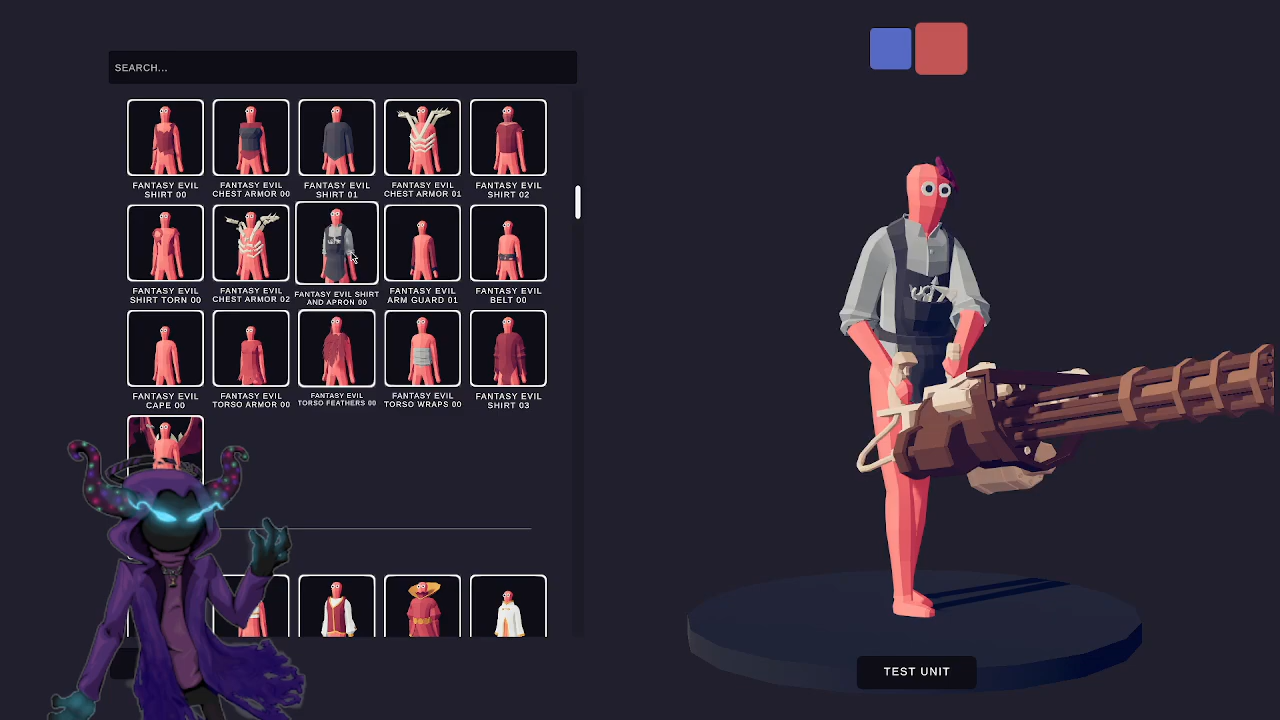 SEARCH...
FANTASY EVIL
SHIRT 00
FANTASY EVIL
CHEST ARMOR 00
FANTASY EVIL
SHIRT 01
FANTASY EVIL
CHEST ARMOR 01
FANTASY EVIL
SHIRT 02
FANTASY EVIL
SHIRT TORN 00
FANTASY EVIL
CHEST ARMOR 02
FANTASY EVIL SHIRT
AND APRON 00
FANTASY EVIL
ARM GUARD 01
FANTASY EVIL
BELT 00
FANTASY EVIL
CAPE 00
FANTASY EVIL
TORSO ARMOR 00
FANTASY EVIL
TORSO FEATHERS 00
FANTASY EVIL
TORSO WRAPS 00
FANTASY EVIL
SHIRT 03
TEST UNIT